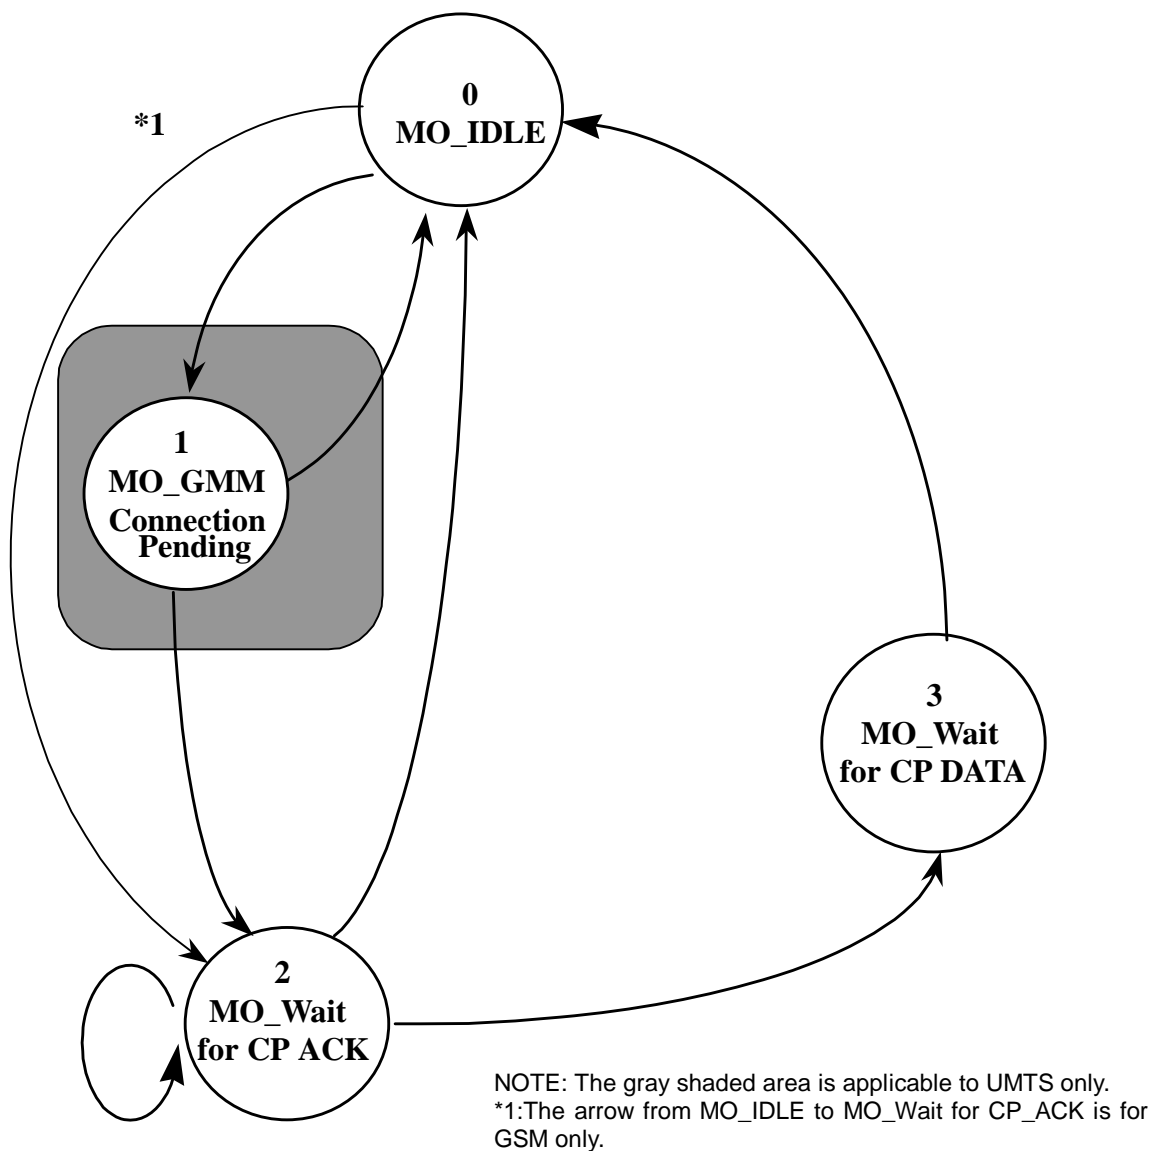 *1
0
MO_IDLE
1
MO_GMM
Connection
Pending
3
MO_Wait
for CP DATA
2
MO_Wait
for CP ACK
NOTE: The gray shaded area is applicable to UMTS only.
*1:The arrow from MO_IDLE to MO_Wait for CP_ACK is for
GSM only.